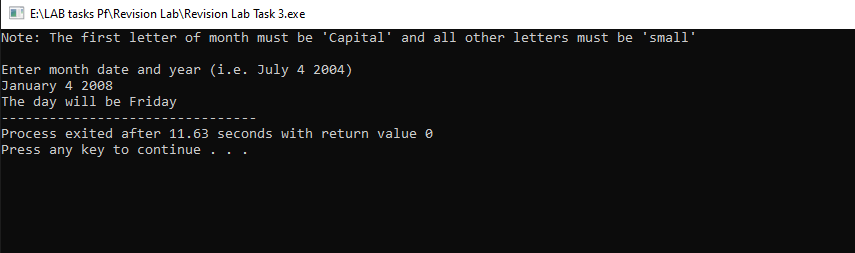 E:\LAB tasks Pf\Revision Lab\Revision Lab Task 3.exe
Note: The first letter of month must be 'Capital' and all other letters must be 'small'
Enter month date and year (i.e. July 4 2004)
January 4 2008
The day will be Friday
--------------------------------
Process exited after 11.63 seconds with return value 0
Press any key to continue . . .